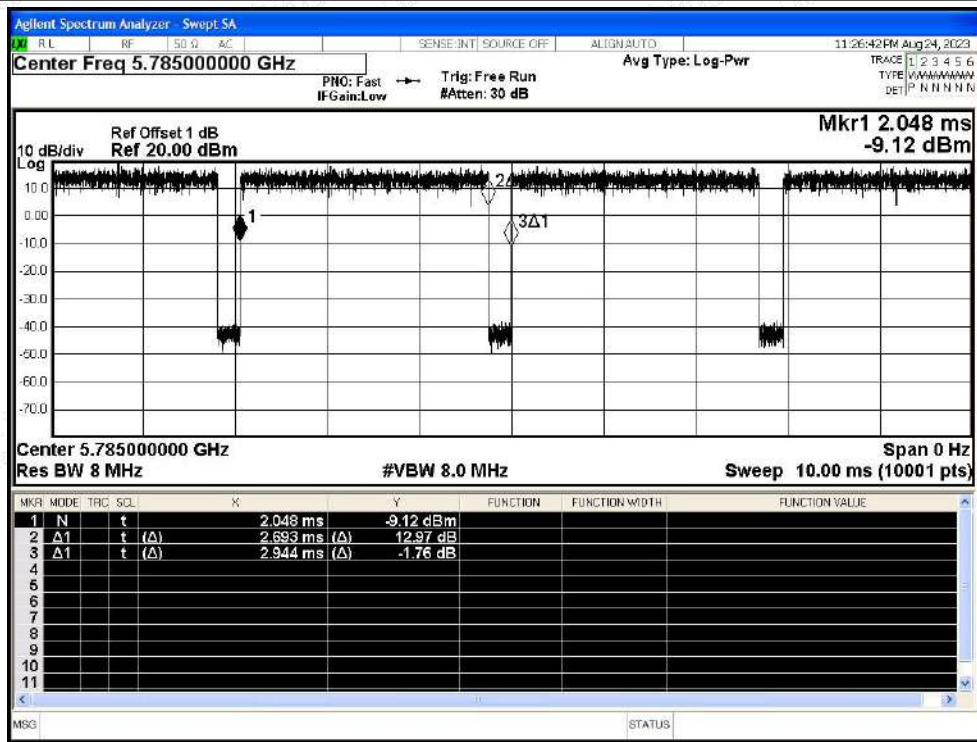 Agilent Spectrum Analyzer - Swept SA
LXI RL RF 50 Ω AC SENSE:INT SOURCE OFF ALIGNAUTO 11:26:42 PM Aug 24, 2023
Center Freq 5.785000000 GHz Avg Type: Log-Pwr TRACE 1 2 3 4 5 6
PNO: Fast Trig: Free Run TYPE WWWWWW
IFGain:Low #Atten: 30 dB DET P N N N N N
Mkr1 2.048 ms
Ref Offset 1 dB
10 dB/div Ref 20.00 dBm -9.12 dBm
Log
10.0
0.00
-10.0
-20.0
-30.0
-40.0
-50.0
-60.0
-70.0
1
2Δ
3Δ1
Center 5.785000000 GHz Span 0 Hz
Res BW 8 MHz #VBW 8.0 MHz Sweep 10.00 ms (10001 pts)
MKR MODE TRC SCL X Y FUNCTION FUNCTION WIDTH FUNCTION VALUE
1 N t 2.048 ms -9.12 dBm
2 Δ1 t (Δ) 2.693 ms (Δ) 12.97 dB
3 Δ1 t (Δ) 2.944 ms (Δ) -1.76 dB
4
5
6
7
8
9
10
11
MSG STATUS